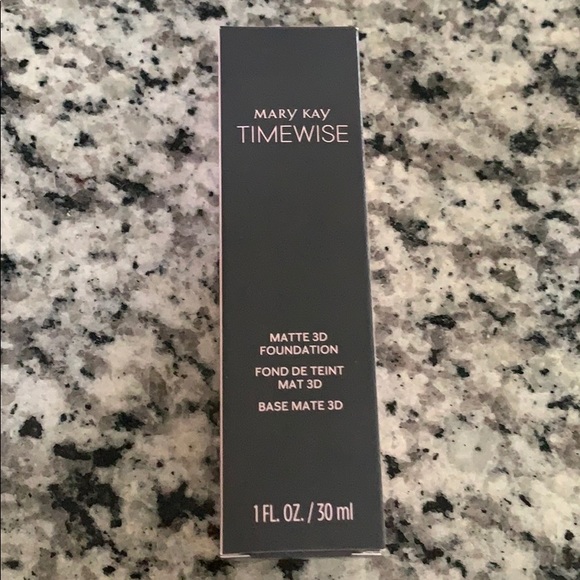 MARY KAY
TIMEWISE
MATTE 3D
FOUNDATION
FOND DE TEINT
MAT 3D
BASE MATE 3D
1 FL. OZ. / 30 ml